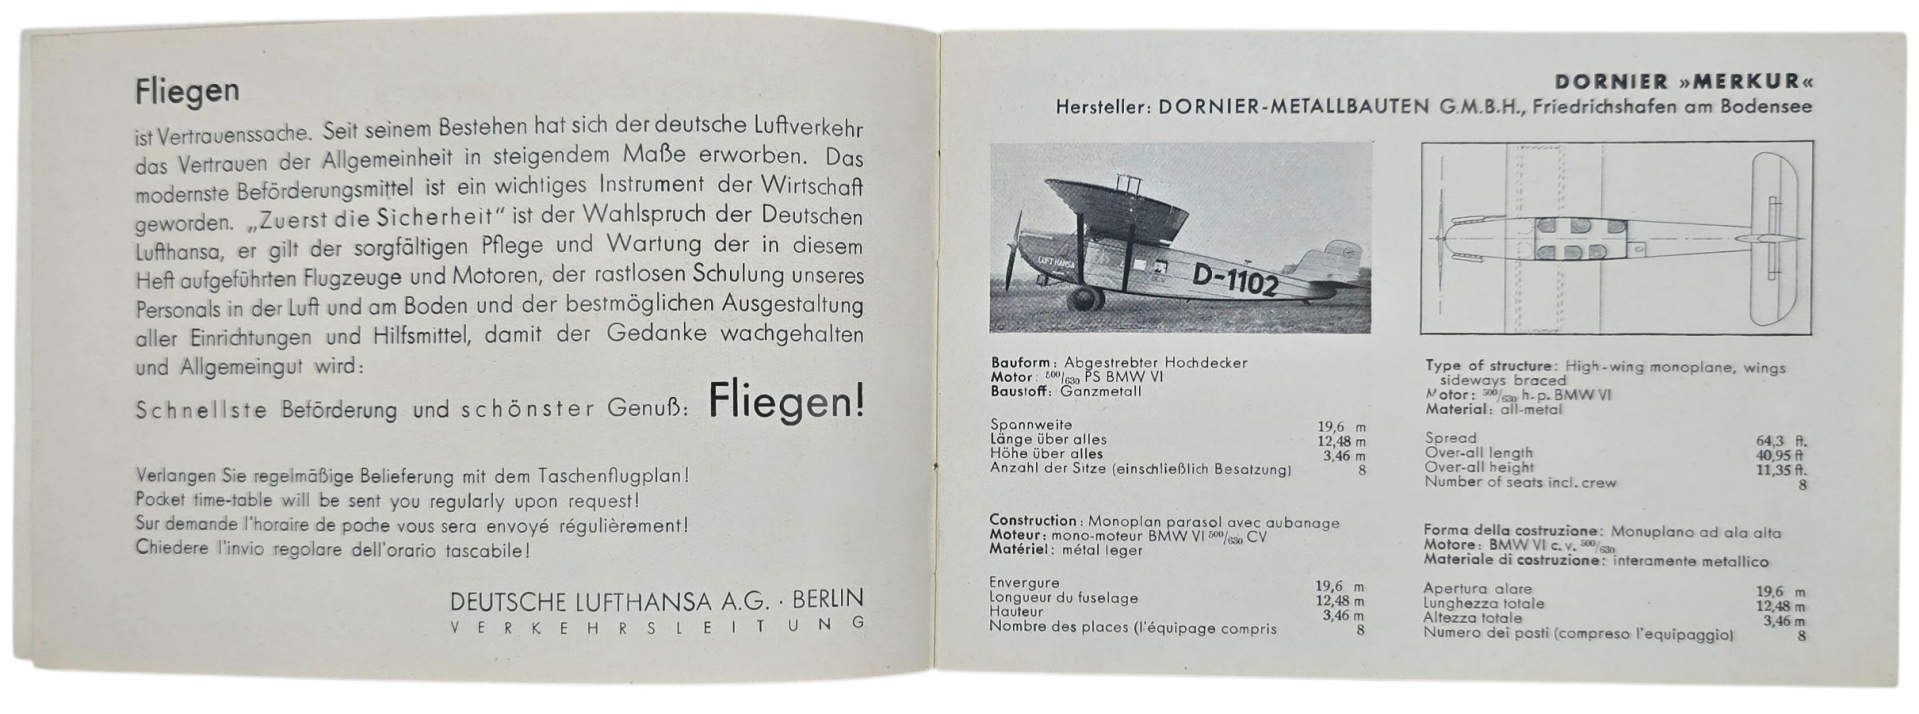 Fliegen
ist Vertrauenssache. Seit seinem Bestehen hat sich der deutsche Luftverkehr
das Vertrauen der Allgemeinheit in steigendem Maße erworben. Das
modernste Beförderungsmittel ist ein wichtiges Instrument der Wirtschaft
geworden. „Zuerst die Sicherheit“ ist der Wahlspruch der Deutschen
Lufthansa, er gilt der sorgfältigen Pflege und Wartung der in diesem
Heft aufgeführten Flugzeuge und Motoren, der rastlosen Schulung unseres
Personals in der Luft und am Boden und der bestmöglichen Ausgestaltung
aller Einrichtungen und Hilfsmittel, damit der Gedanke wachgehalten
und Allgemeingut wird:
Schnellste Beförderung und schönster Genuß: Fliegen!
Verlangen Sie regelmäßige Belieferung mit dem Taschenflugplan!
Pocket time-table will be sent you regularly upon request!
Sur demande l'horaire de poche vous sera envoyé régulièrement!
Chiedere l'invio regolare dell'orario tascabile!
DEUTSCHE LUFTHANSA A.G. · BERLIN
VERKEHRSLEITUNG
DORNIER »MERKUR«
Hersteller: DORNIER-METALLBAUTEN G.M.B.H., Friedrichshafen am Bodensee
LUFT HANSA
D-1102
Bauform: Abgestrebter Hochdecker
Motor: 500/630 PS BMW VI
Baustoff: Ganzmetall
Spannweite 19,6 m
Länge über alles 12,48 m
Höhe über alles 3,46 m
Anzahl der Sitze (einschließlich Besatzung) 8
Type of structure: High-wing monoplane, wings
sideways braced
Motor: 500/630 h.p. BMW VI
Material: all-metal
Spread 64,3 ft.
Over-all length 40,95 ft.
Over-all height 11,35 ft.
Number of seats incl. crew 8
Construction: Monoplan parasol avec aubanage
Moteur: mono-moteur BMW VI 500/630 CV
Matériel: métal leger
Envergure 19,6 m
Longueur du fuselage 12,48 m
Hauteur 3,46 m
Nombre des places (l'équipage compris 8
Forma della costruzione: Monuplano ad ala alta
Motore: BMW VI c.v. 500/630
Materiale di costruzione: interamente metallico
Apertura alare 19,6 m
Lunghezza totale 12,48 m
Altezza totale 3,46 m
Numero dei posti (compreso l'equipaggio) 8